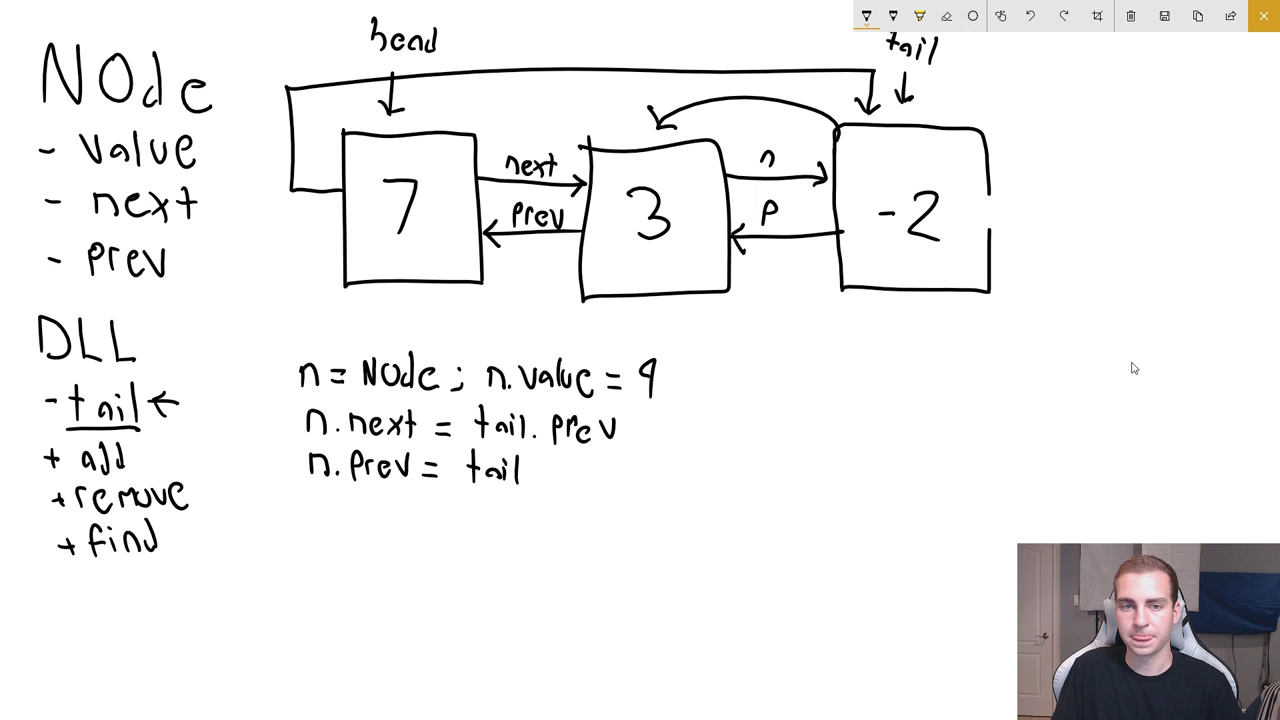 head
tail
Node
- value
- next
- prev
7
next
prev
3
n
p
-2
DLL
- tail ←
+ add
+ remove
+ find
n = Node ; n.value = 9
n.next = tail.prev
n.prev = tail